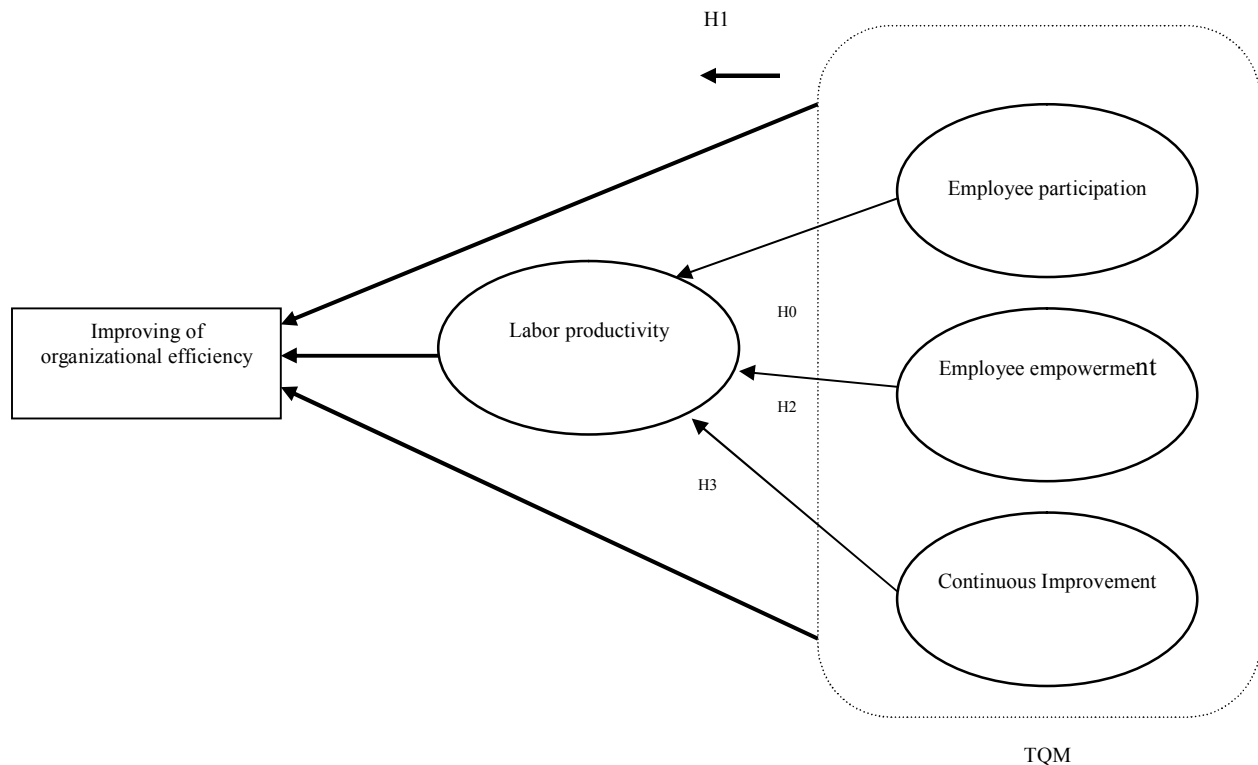 H1
Employee participation
Improving of
organizational efficiency
Labor productivity
H0
Employee empowerment
H2
H3
Continuous Improvement
TQM